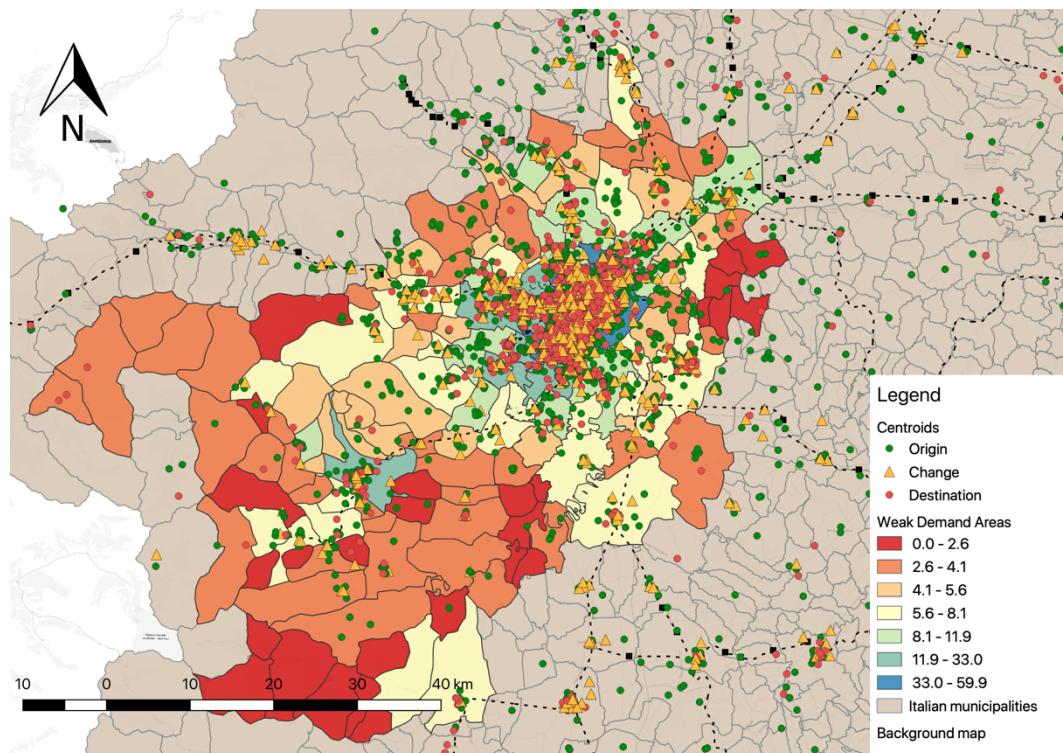 N
10 0 10 20 30 40 km
Legend
Centroids
Origin
Change
Destination
Weak Demand Areas
0.0 - 2.6
2.6 - 4.1
4.1 - 5.6
5.6 - 8.1
8.1 - 11.9
11.9 - 33.0
33.0 - 59.9
Italian municipalities
Background map